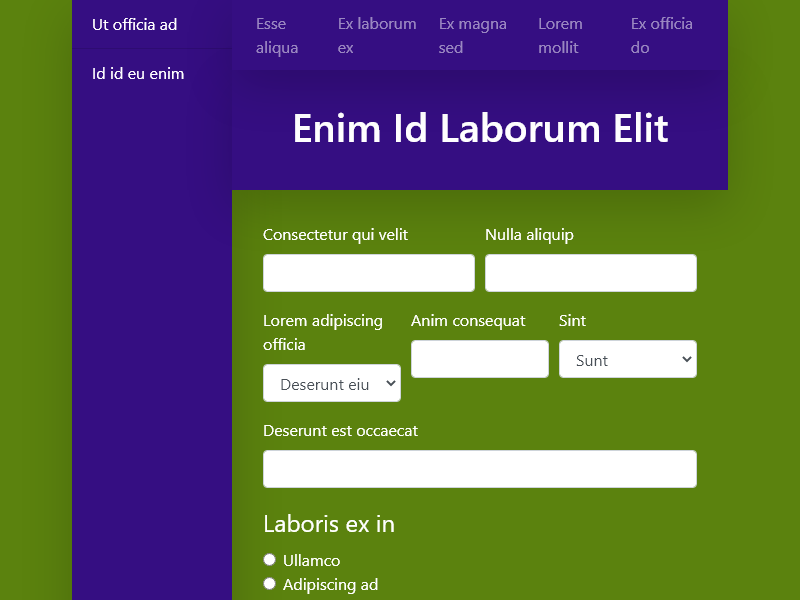 Ut officia ad
Id id eu enim
Esse aliqua
Ex laborum ex
Ex magna sed
Lorem mollit
Ex officia do
Enim Id Laborum Elit
Consectetur qui velit
Nulla aliquip
Lorem adipiscing officia
Deserunt eiu
Anim consequat
Sint
Sunt
Deserunt est occaecat
Laboris ex in
Ullamco
Adipiscing ad